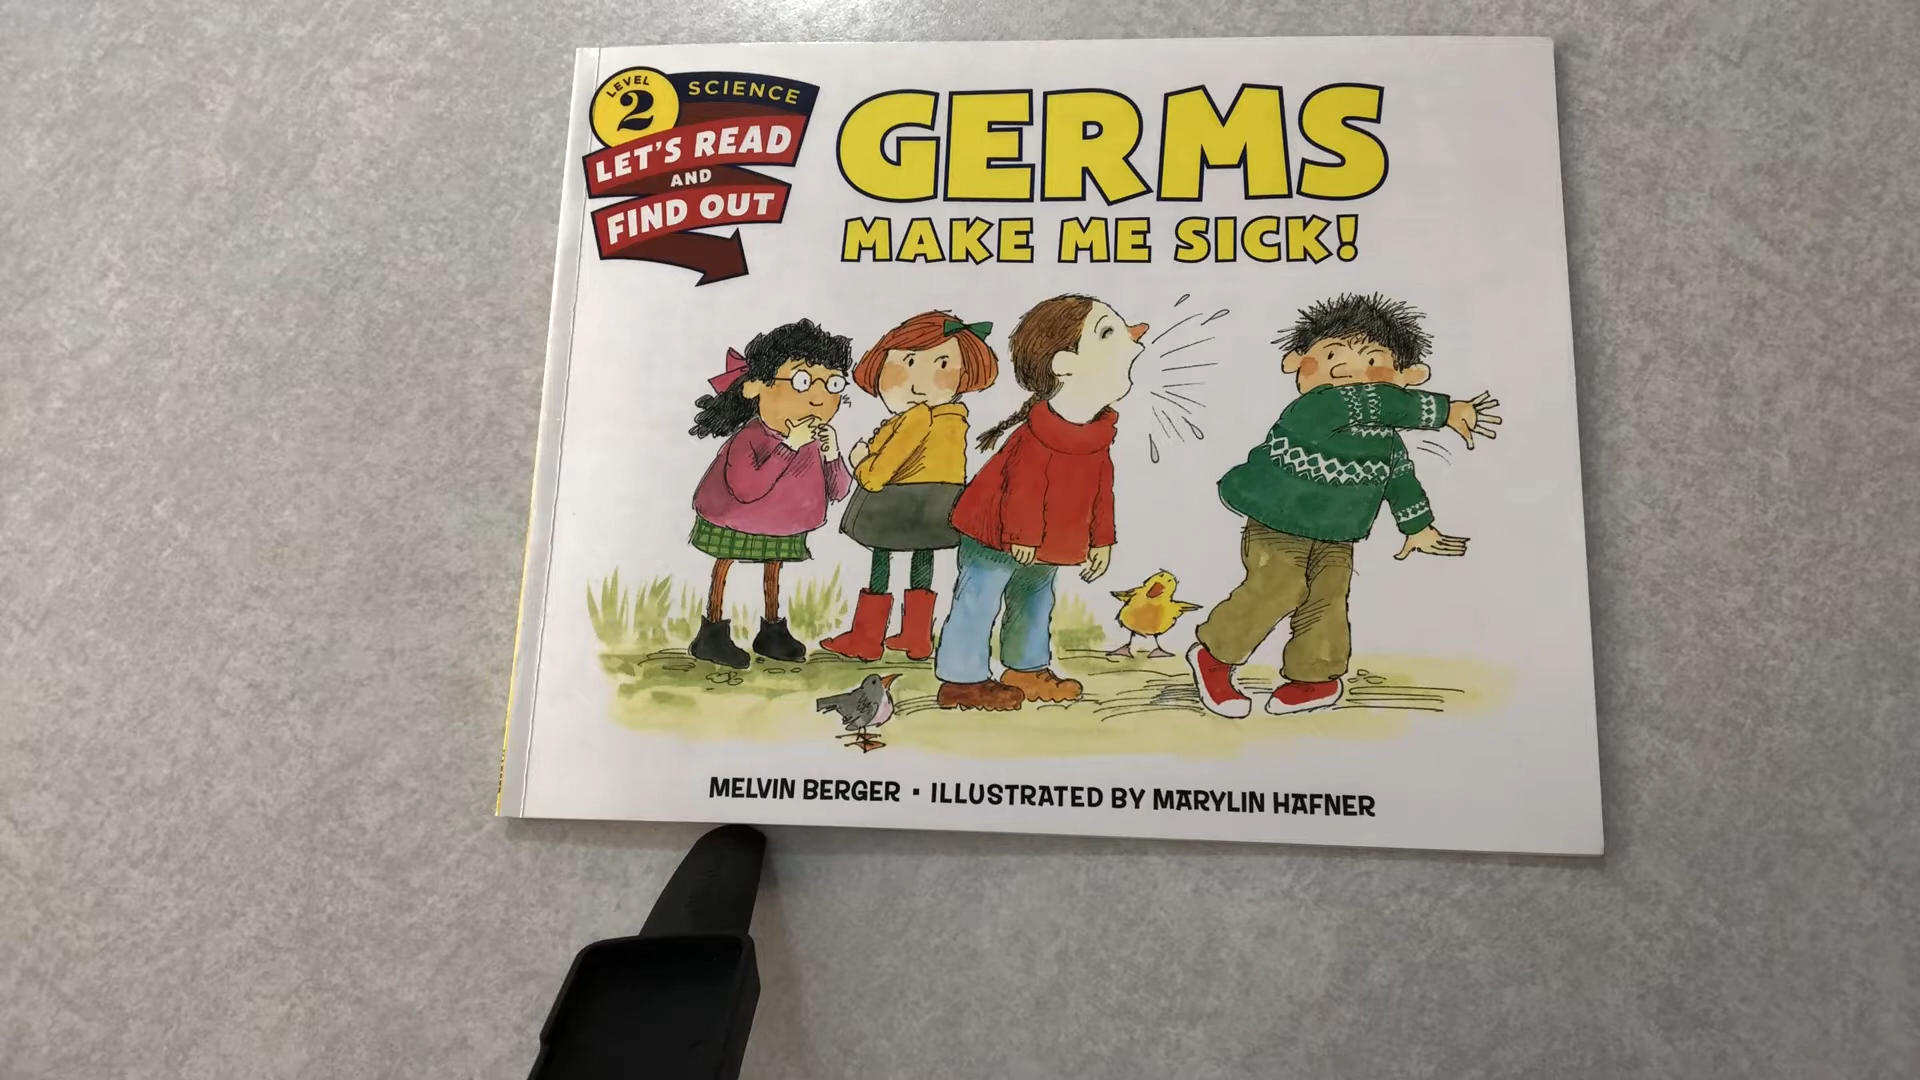 LEVEL
2
SCIENCE
LET'S READ
AND
FIND OUT
GERMS
MAKE ME SICK!
MELVIN BERGER · ILLUSTRATED BY MARYLIN HAFNER